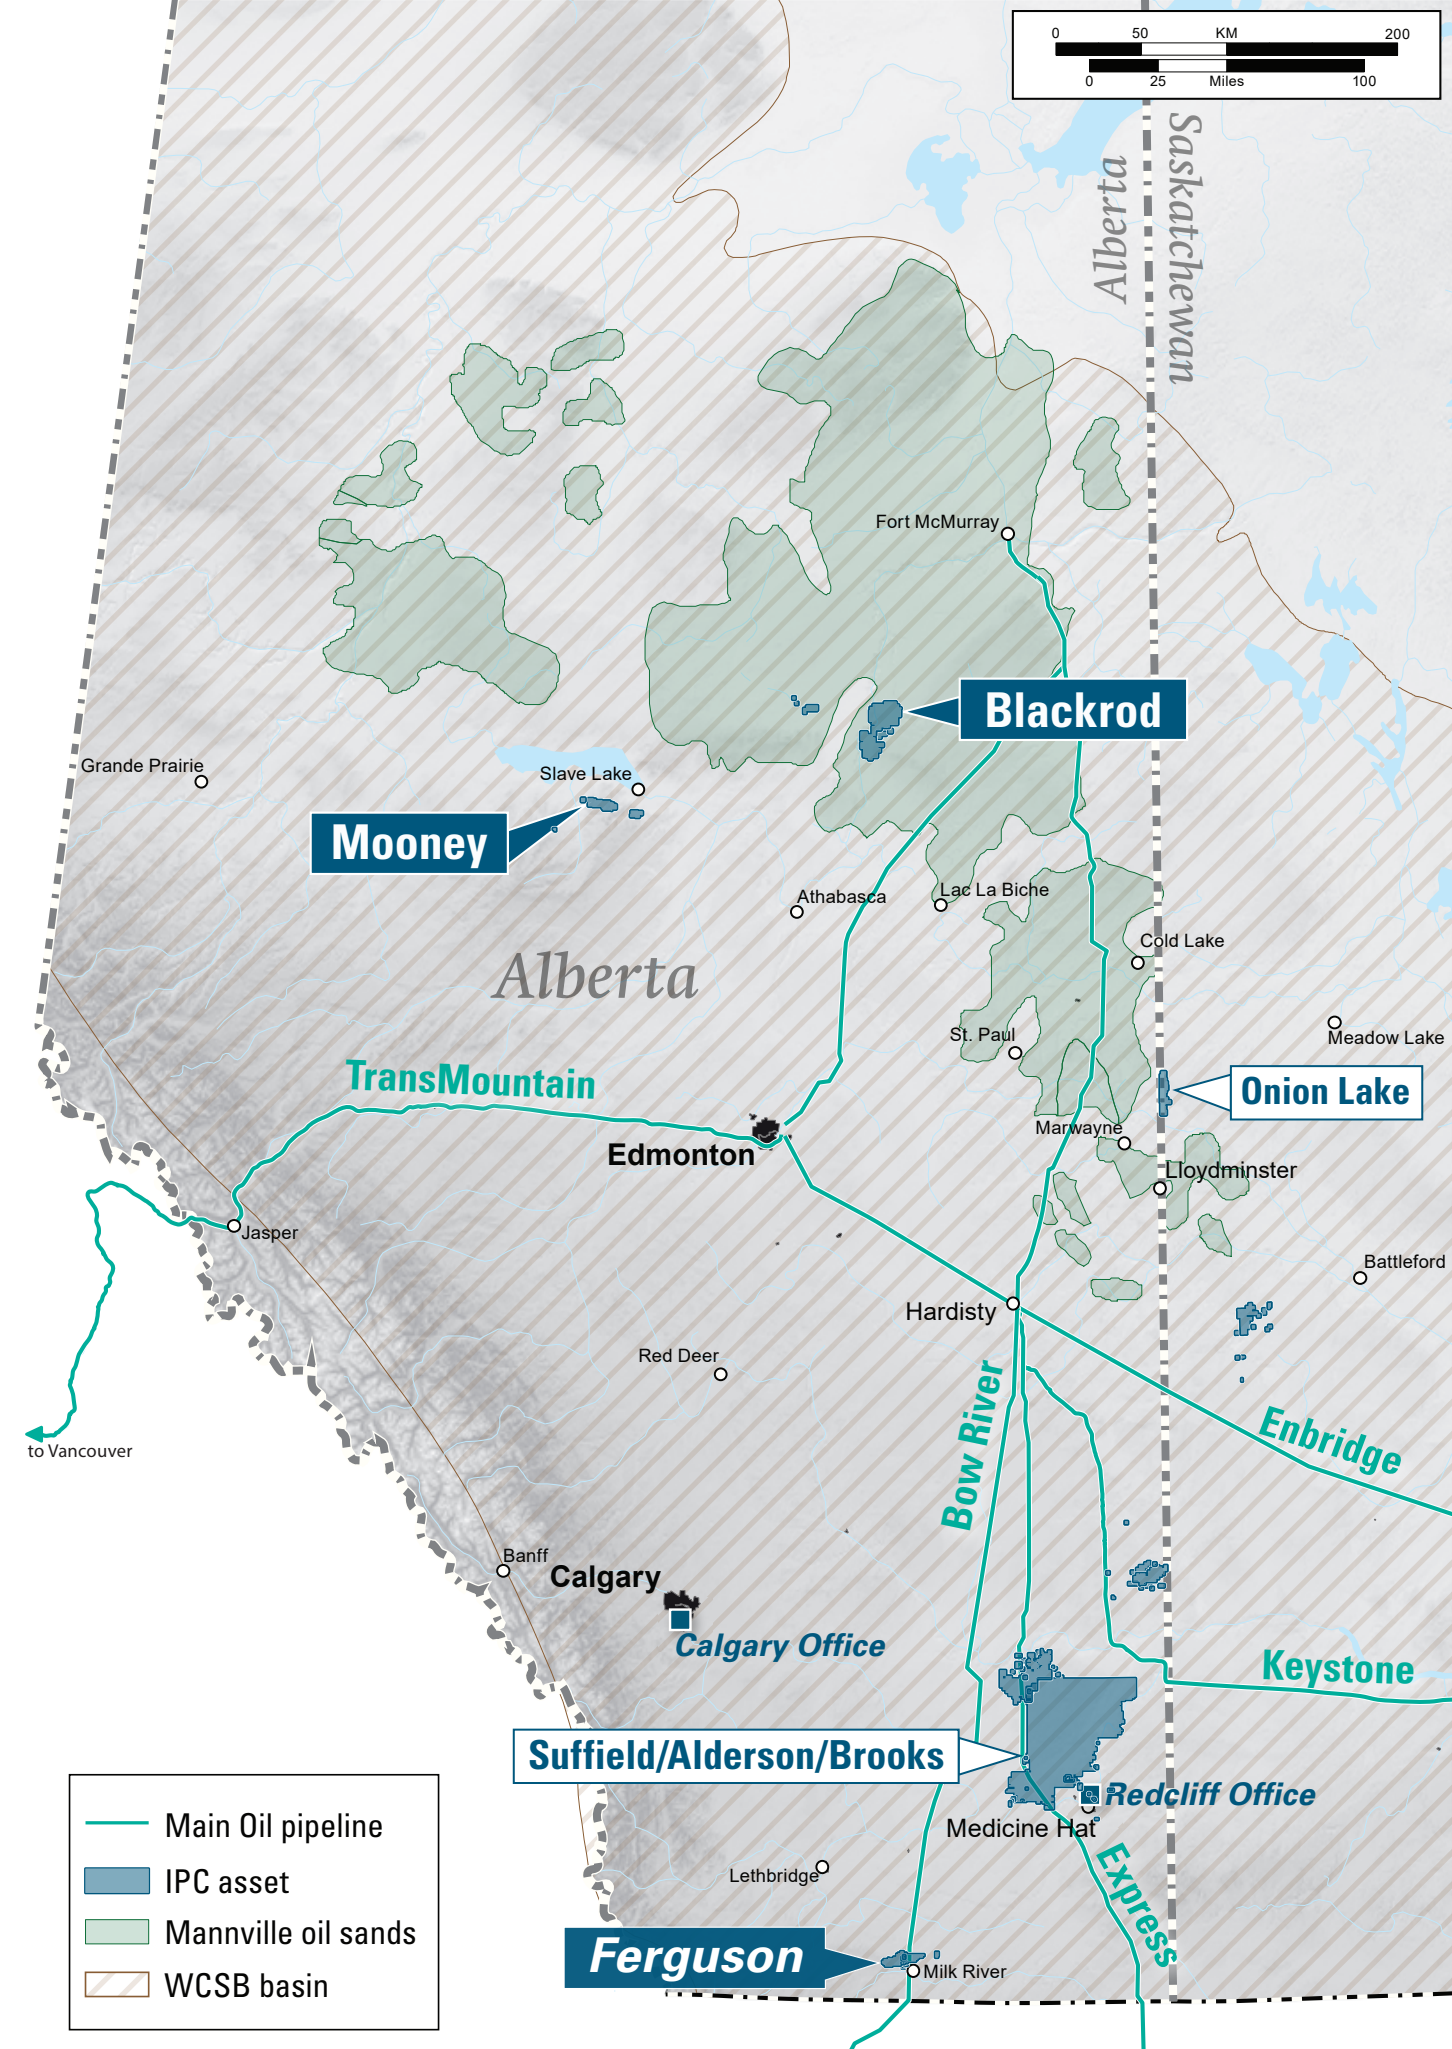 0 50 KM 200
0 25 Miles 100
Alberta
Saskatchewan
Fort McMurray
Blackrod
Grande Prairie
Slave Lake
Mooney
Athabasca
Lac La Biche
Cold Lake
Alberta
St. Paul
Meadow Lake
TransMountain
Onion Lake
Marwayne
Edmonton
Lloydminster
Jasper
Battleford
Hardisty
Red Deer
Bow River
Enbridge
to Vancouver
Banff
Calgary
Calgary Office
Keystone
Suffield/Alderson/Brooks
Redcliff Office
Medicine Hat
Express
Lethbridge
Ferguson
Milk River
Main Oil pipeline
IPC asset
Mannville oil sands
WCSB basin